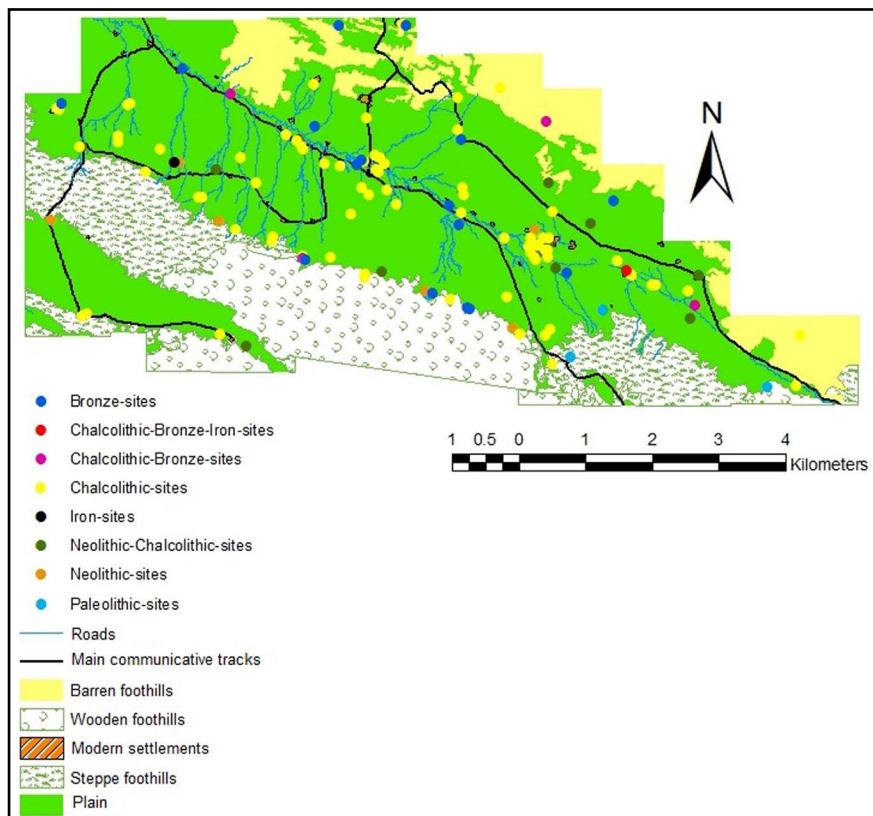 N
Bronze-sites
Chalcolithic-Bronze-Iron-sites
Chalcolithic-Bronze-sites
Chalcolithic-sites
Iron-sites
Neolithic-Chalcolithic-sites
Neolithic-sites
Paleolithic-sites
Roads
Main communicative tracks
Barren foothills
Wooden foothills
Modern settlements
Steppe foothills
Plain
1 0.5 0 1 2 3 4
Kilometers